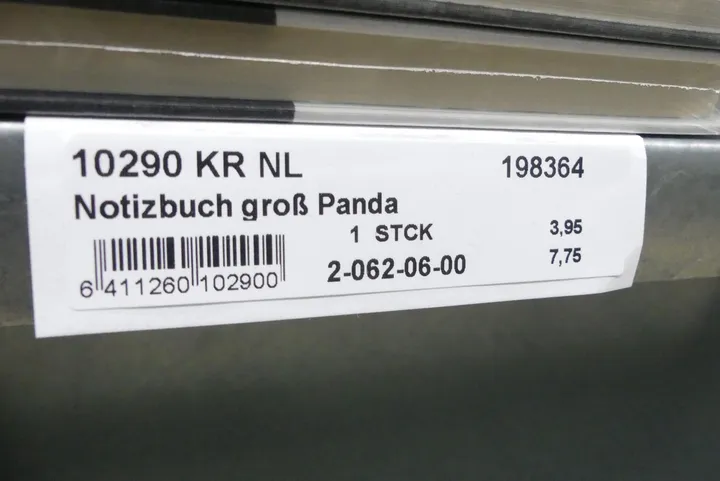 10290 KR NL 198364
Notizbuch groß Panda
1 STCK 3,95
2-062-06-00 7,75
6 411260 102900